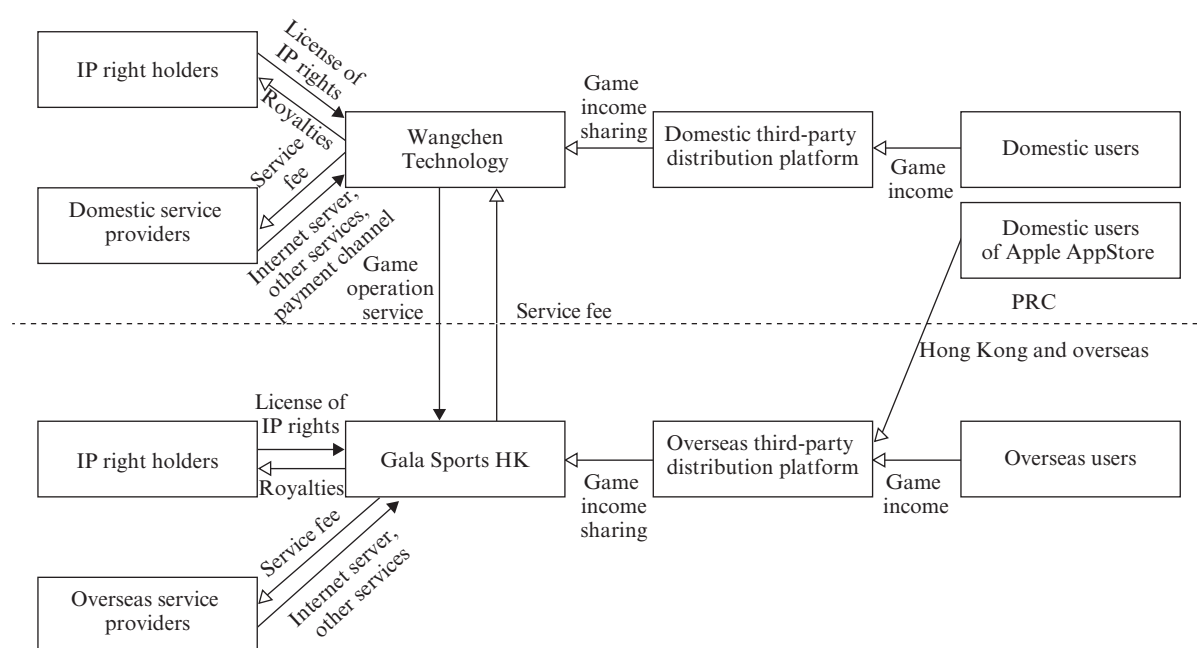 IP right holders
License of
IP rights
Royalties
Service
fee
Domestic service
providers
Internet server,
other services,
payment channel
Wangchen
Technology
Game
income
sharing
Domestic third-party
distribution platform
Game
income
Domestic users
Domestic users
of Apple AppStore
Game
operation
service
Service fee
PRC
Hong Kong and overseas
IP right holders
License of
IP rights
Royalties
Gala Sports HK
Game
income
sharing
Overseas third-party
distribution platform
Game
income
Overseas users
Service fee
Internet server,
other services
Overseas service
providers